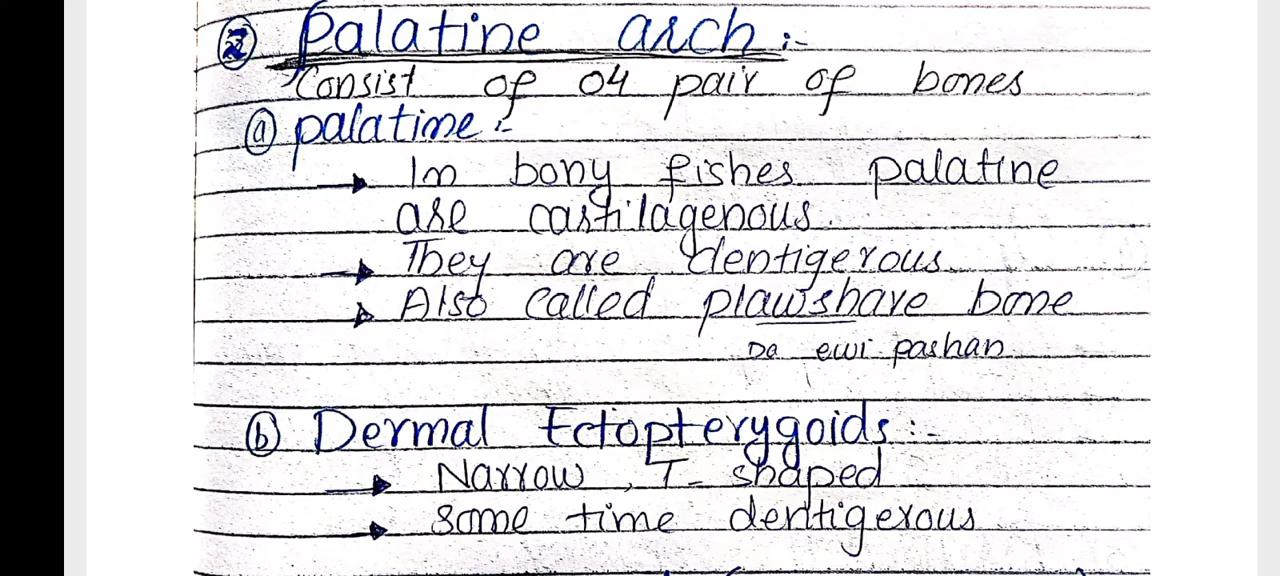 ② Palatine arch :-
Consist of 04 pair of bones
ⓐ palatime :-
→ In bony fishes palatine
are cartilagenous.
→ They are dentigerous
→ Also called plawshare bone
Da ewi pashan
ⓑ Dermal Ectopterygoids :-
→ Narrow, T- shaped
→ Some time dentigerous